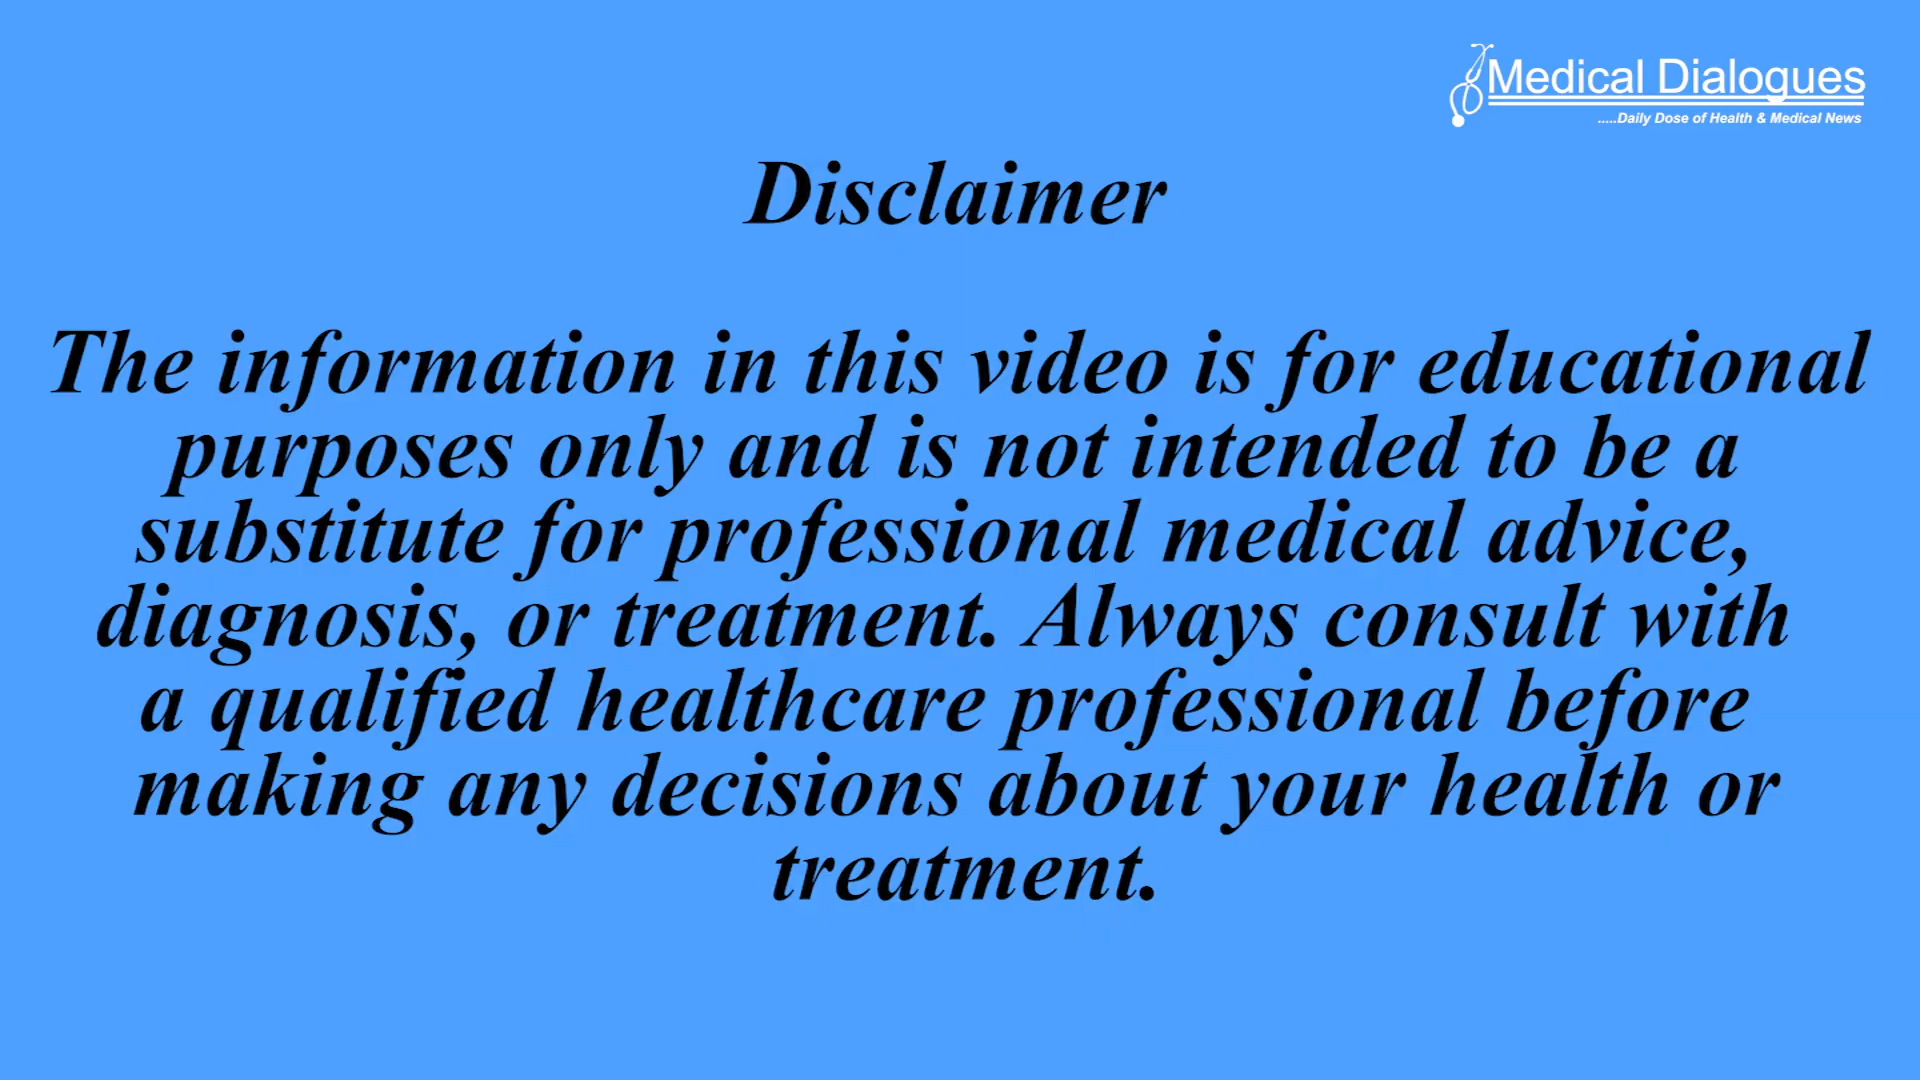 Medical Dialogues
.....Daily Dose of Health & Medical News
Disclaimer
The information in this video is for educational
purposes only and is not intended to be a
substitute for professional medical advice,
diagnosis, or treatment. Always consult with
a qualified healthcare professional before
making any decisions about your health or
treatment.